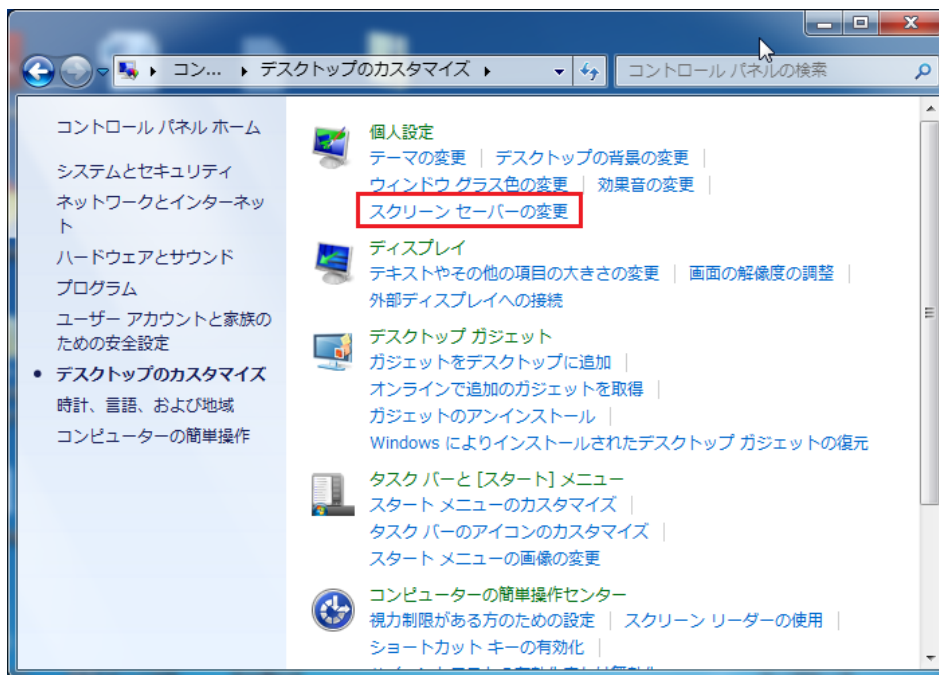 コン... デスクトップのカスタマイズ
コントロール パネルの検索
コントロール パネル ホーム
システムとセキュリティ
ネットワークとインターネッ
ト
ハードウェアとサウンド
プログラム
ユーザー アカウントと家族の
ための安全設定
デスクトップのカスタマイズ
時計、言語、および地域
コンピューターの簡単操作
個人設定
テーマの変更 | デスクトップの背景の変更 |
ウィンドウ グラス色の変更 | 効果音の変更 |
スクリーン セーバーの変更
ディスプレイ
テキストやその他の項目の大きさの変更 | 画面の解像度の調整 |
外部ディスプレイへの接続
デスクトップ ガジェット
ガジェットをデスクトップに追加 |
オンラインで追加のガジェットを取得 |
ガジェットのアンインストール |
Windows によりインストールされたデスクトップ ガジェットの復元
タスク バーと [スタート] メニュー
スタート メニューのカスタマイズ |
タスク バーのアイコンのカスタマイズ |
スタート メニューの画像の変更
コンピューターの簡単操作センター
視力制限がある方のための設定 | スクリーン リーダーの使用 |
ショートカット キーの有効化 |